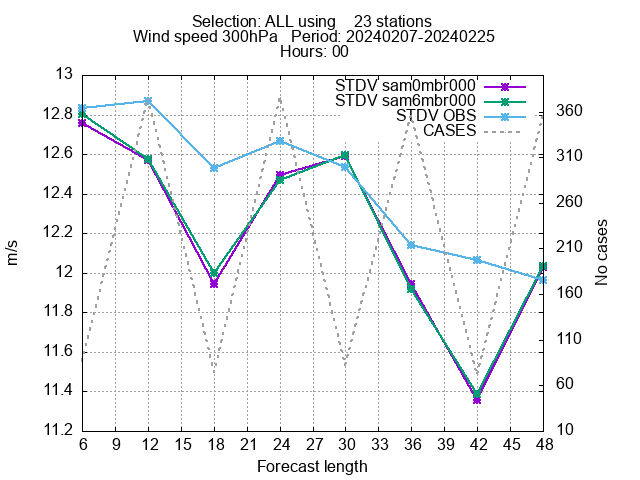 Selection: ALL using    23 stations
Wind speed 300hPa   Period: 20240207-20240225
Hours: 00
STDV sam0mbr000
STDV sam6mbr000
STDV OBS
CASES
13
12.8
12.6
12.4
12.2
12
11.8
11.6
11.4
11.2
m/s
360
310
260
210
160
110
60
10
No cases
6 9 12 15 18 21 24 27 30 33 36 39 42 45 48
Forecast length